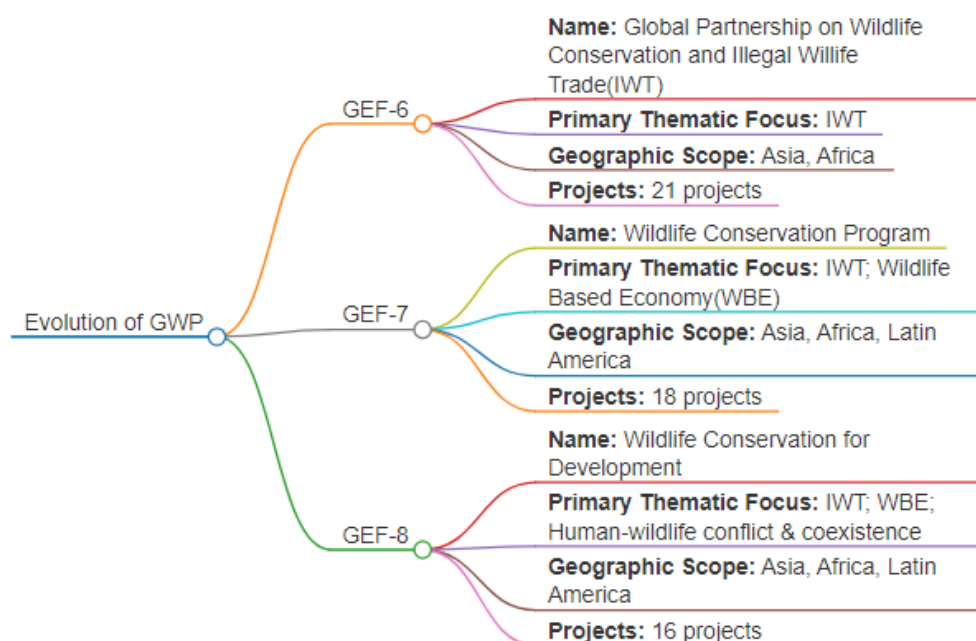 Name: Global Partnership on Wildlife
Conservation and Illegal Willife
Trade(IWT)
GEF-6
Primary Thematic Focus: IWT
Geographic Scope: Asia, Africa
Projects: 21 projects
Name: Wildlife Conservation Program
Primary Thematic Focus: IWT; Wildlife
Based Economy(WBE)
Evolution of GWP
GEF-7
Geographic Scope: Asia, Africa, Latin
America
Projects: 18 projects
Name: Wildlife Conservation for
Development
Primary Thematic Focus: IWT; WBE;
Human-wildlife conflict & coexistence
GEF-8
Geographic Scope: Asia, Africa, Latin
America
Projects: 16 projects